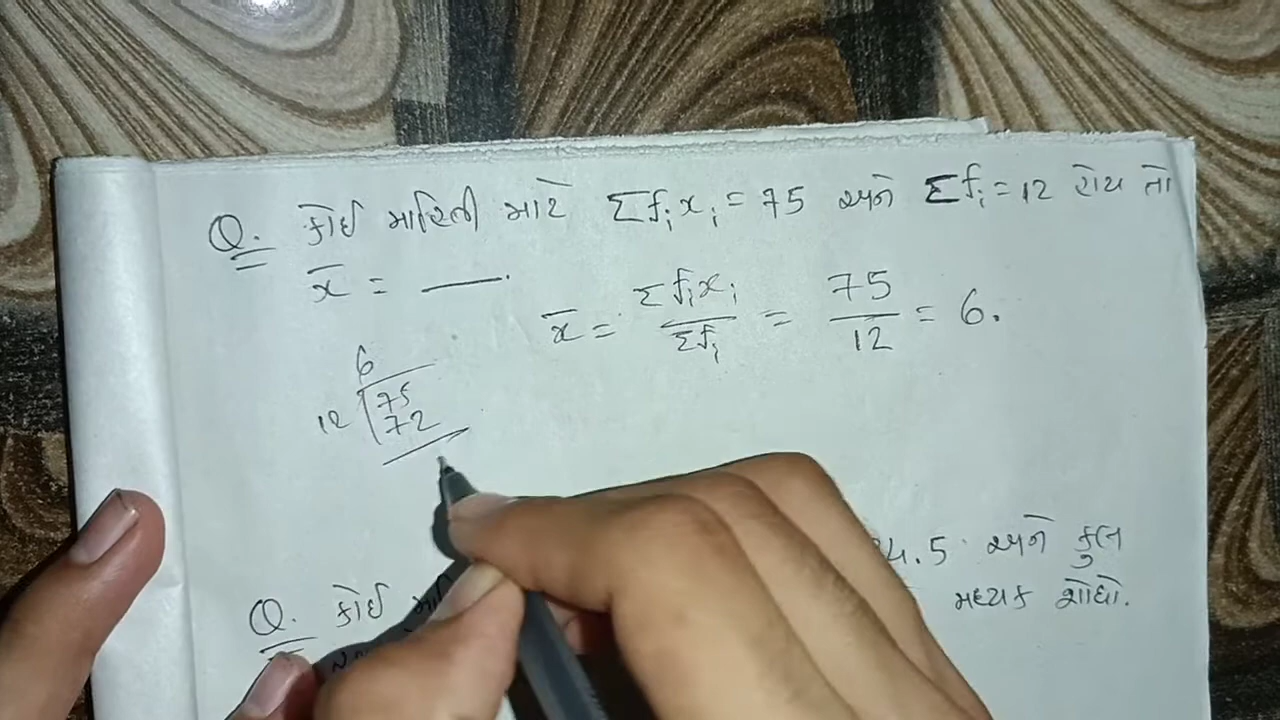 Q. કોઈ માહિતી માટે Σfᵢxᵢ = 75 અને Σfᵢ = 12 હોય તો
x̄ = ___.
x̄ = Σfᵢxᵢ / Σfᵢ = 75 / 12 = 6.
6
12 75
72
Q. કોઈ 4.5 અને કુલ
મધ્યક શોધો.